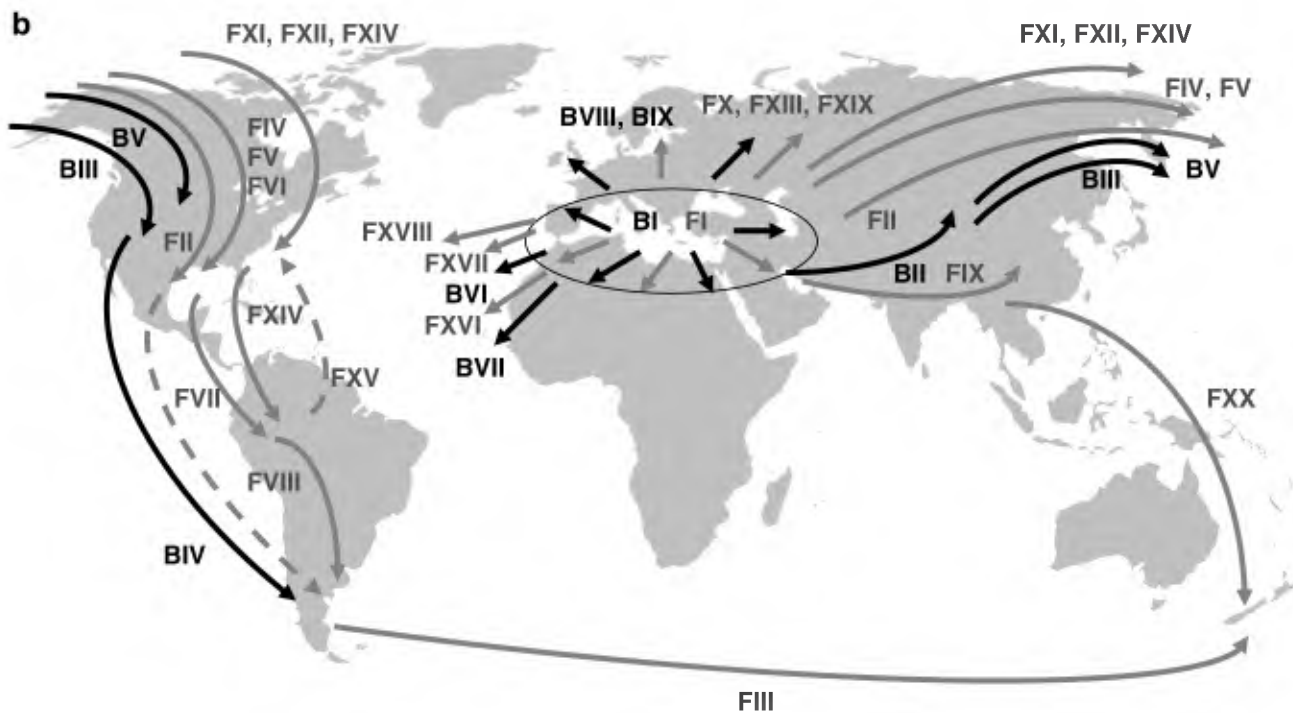 b
FXI, FXII, FXIV
FXI, FXII, FXIV
FIV, FV
BV
BIII
FIV
FV
FVI
BVIII, BIX
FX, FXIII, FXIX
BIII
BV
FII
FXVIII
BI
FI
FII
FXVII
BII
FIX
BVI
FXIV
FXVI
BVII
FXV
FVII
FXX
FVIII
BIV
FIII